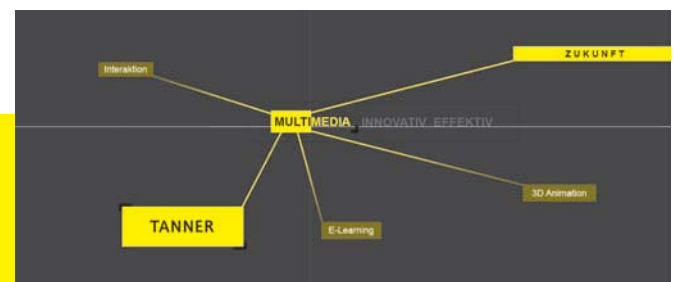 ZUKUNFT
Interaktion
MULTIMEDIA INNOVATIV EFFEKTIV
3D Animation
TANNER
E-Learning